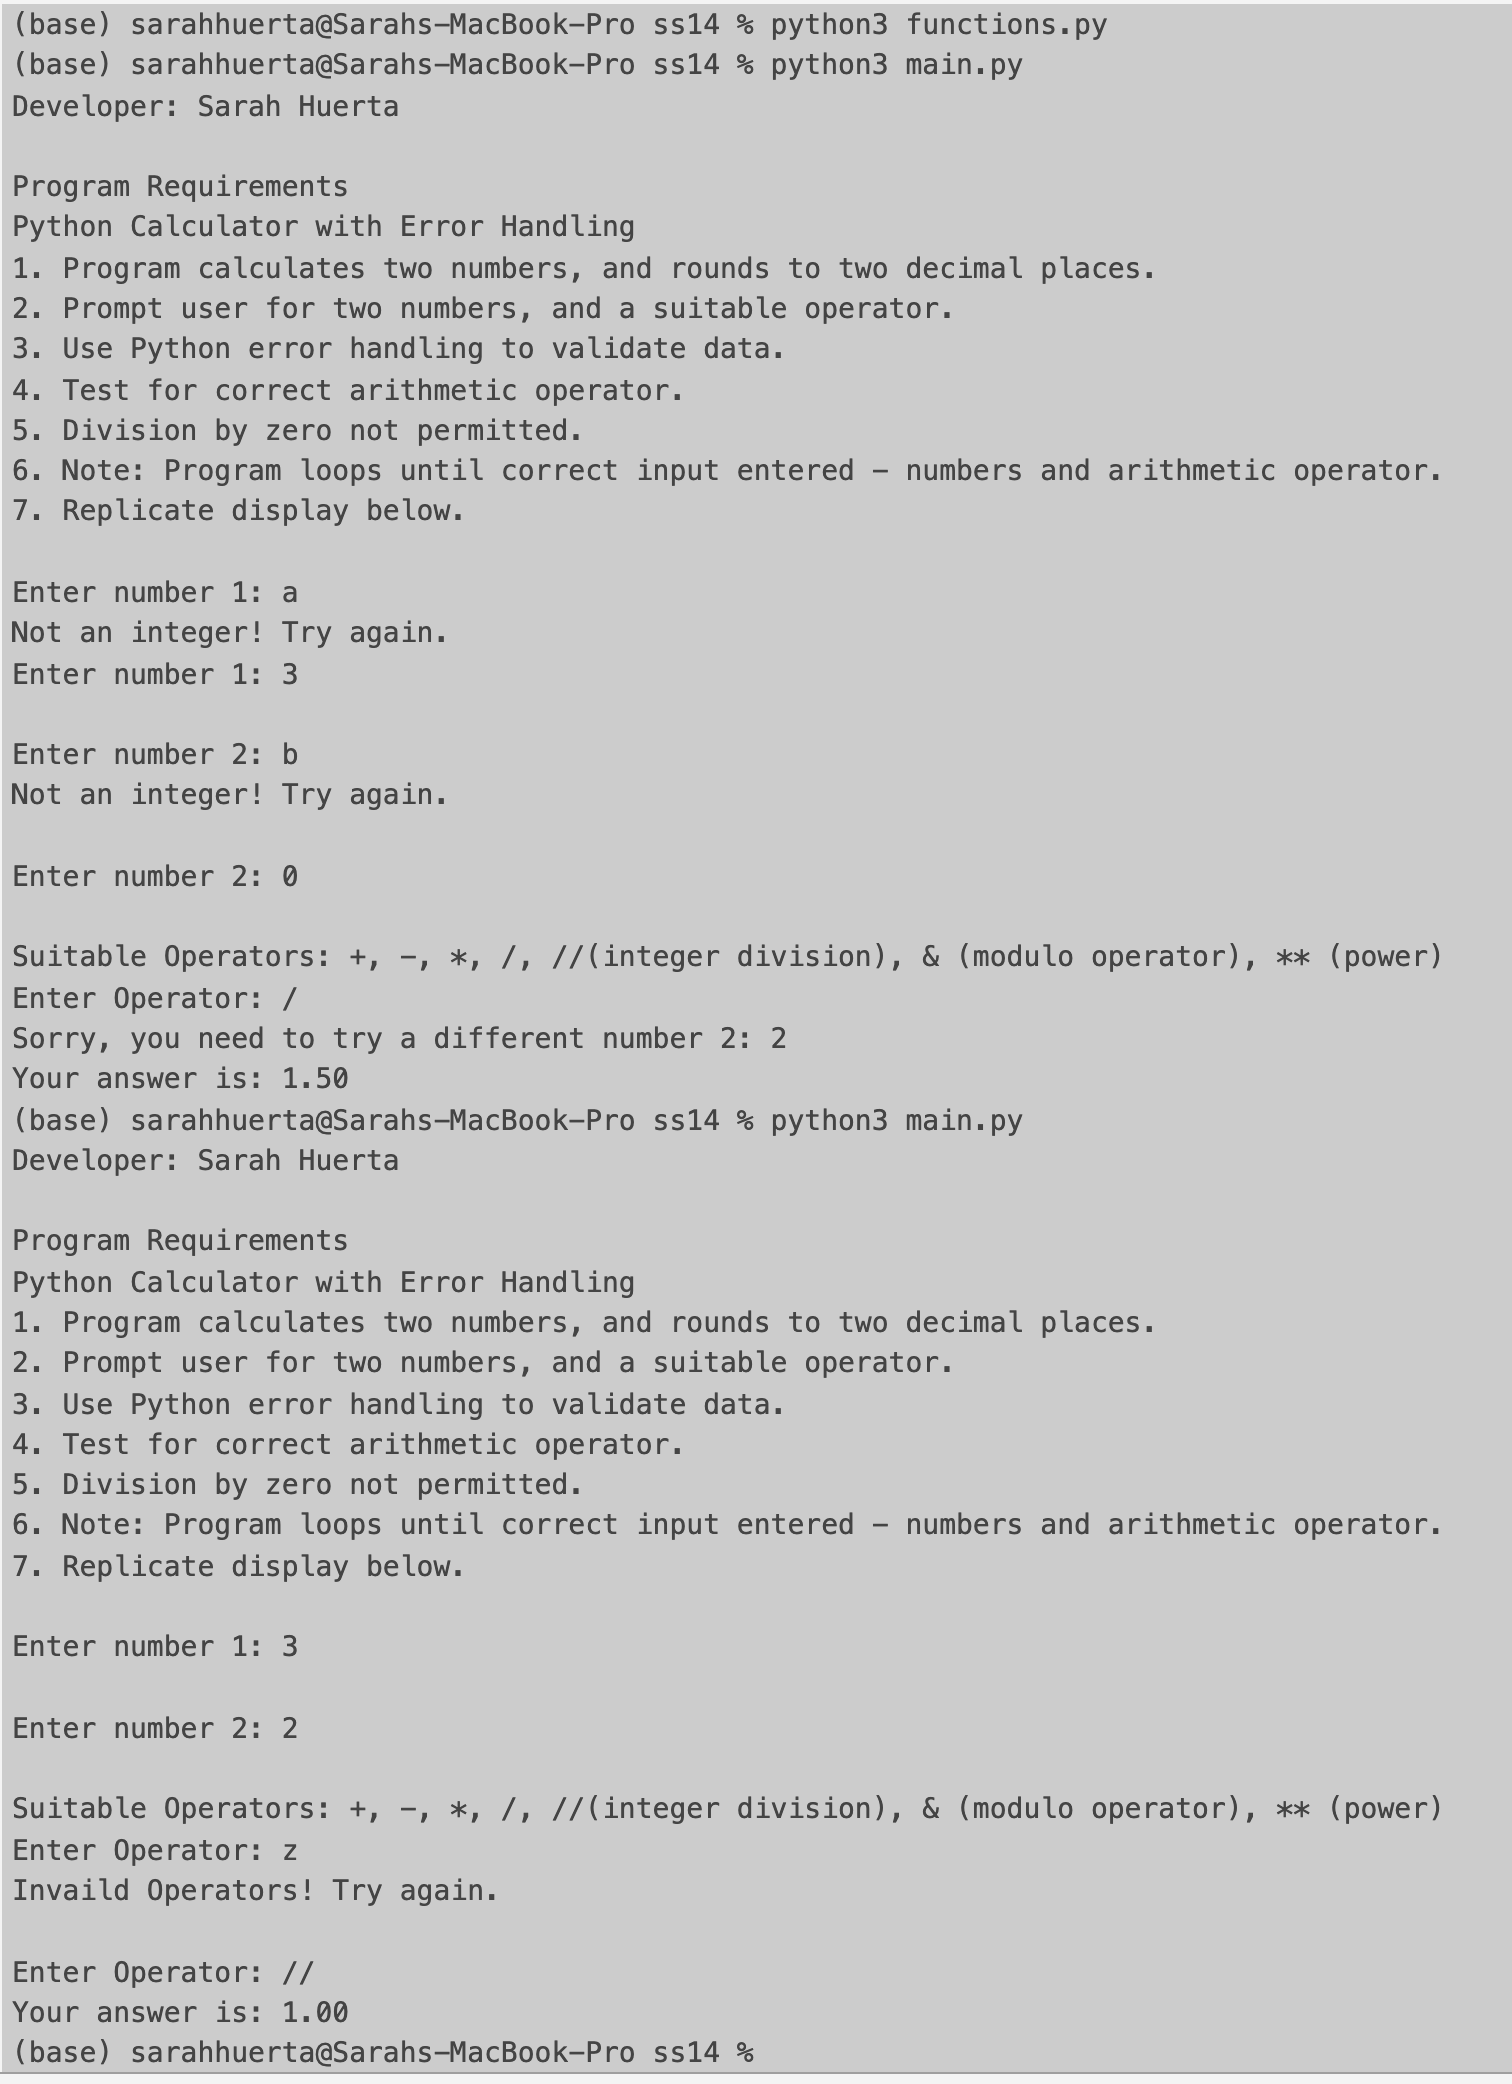 (base) sarahhuerta@Sarahs-MacBook-Pro ss14 % python3 functions.py
(base) sarahhuerta@Sarahs-MacBook-Pro ss14 % python3 main.py
Developer: Sarah Huerta
Program Requirements
Python Calculator with Error Handling
1. Program calculates two numbers, and rounds to two decimal places.
2. Prompt user for two numbers, and a suitable operator.
3. Use Python error handling to validate data.
4. Test for correct arithmetic operator.
5. Division by zero not permitted.
6. Note: Program loops until correct input entered – numbers and arithmetic operator.
7. Replicate display below.
Enter number 1: a
Not an integer! Try again.
Enter number 1: 3
Enter number 2: b
Not an integer! Try again.
Enter number 2: 0
Suitable Operators: +, -, *, /, //(integer division), & (modulo operator), ** (power)
Enter Operator: /
Sorry, you need to try a different number 2: 2
Your answer is: 1.50
(base) sarahhuerta@Sarahs-MacBook-Pro ss14 % python3 main.py
Developer: Sarah Huerta
Program Requirements
Python Calculator with Error Handling
1. Program calculates two numbers, and rounds to two decimal places.
2. Prompt user for two numbers, and a suitable operator.
3. Use Python error handling to validate data.
4. Test for correct arithmetic operator.
5. Division by zero not permitted.
6. Note: Program loops until correct input entered – numbers and arithmetic operator.
7. Replicate display below.
Enter number 1: 3
Enter number 2: 2
Suitable Operators: +, -, *, /, //(integer division), & (modulo operator), ** (power)
Enter Operator: z
Invaild Operators! Try again.
Enter Operator: //
Your answer is: 1.00
(base) sarahhuerta@Sarahs-MacBook-Pro ss14 %